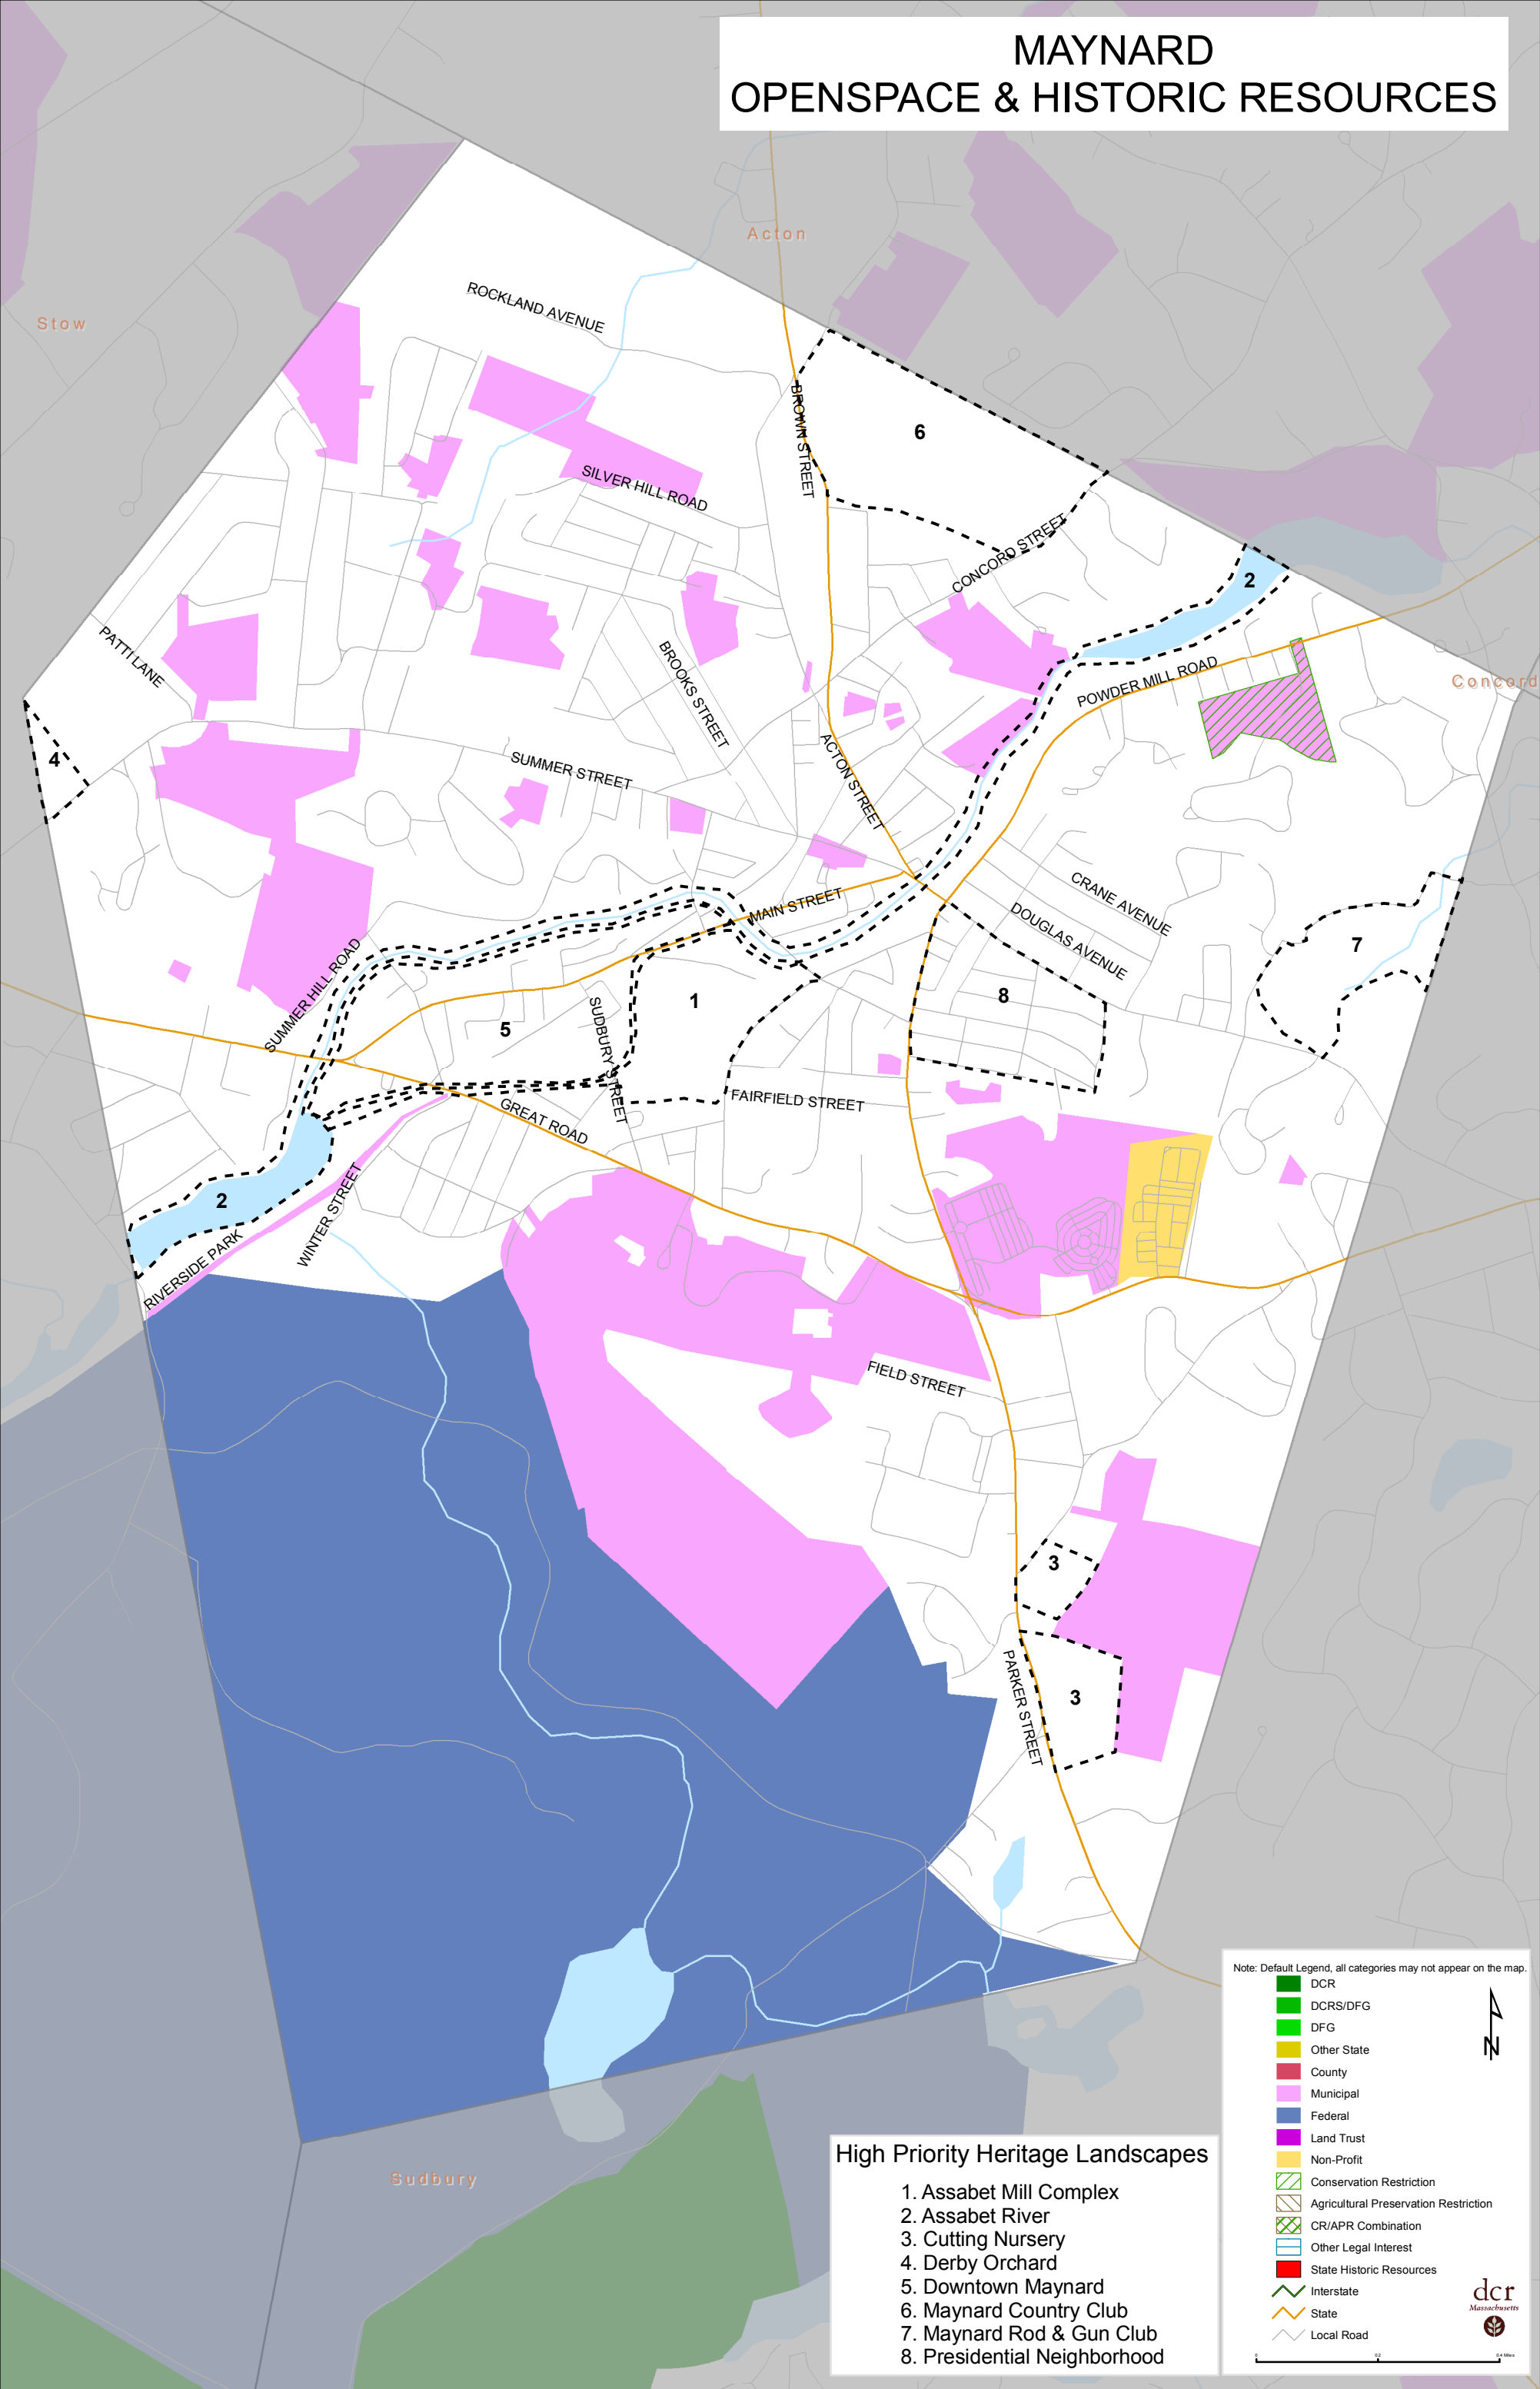 MAYNARD
OPENSPACE & HISTORIC RESOURCES
Acton
Stow
ROCKLAND AVENUE
BROWN STREET
6
SILVER HILL ROAD
CONCORD STREET
2
PATTI LANE
BROOKS STREET
POWDER MILL ROAD
Concord
4
SUMMER STREET
ACTON STREET
CRANE AVENUE
MAIN STREET
DOUGLAS AVENUE
7
SUMMER HILL ROAD
1
8
5
SUDBURY STREET
FAIRFIELD STREET
GREAT ROAD
2
WINTER STREET
RIVERSIDE PARK
FIELD STREET
3
PARKER STREET
3
Sudbury
High Priority Heritage Landscapes
1. Assabet Mill Complex
2. Assabet River
3. Cutting Nursery
4. Derby Orchard
5. Downtown Maynard
6. Maynard Country Club
7. Maynard Rod & Gun Club
8. Presidential Neighborhood
Note: Default Legend, all categories may not appear on the map.
DCR
DCRS/DFG
DFG
Other State
County
Municipal
Federal
Land Trust
Non-Profit
Conservation Restriction
Agricultural Preservation Restriction
CR/APR Combination
Other Legal Interest
State Historic Resources
Interstate
State
Local Road
N
dcr
Massachusetts
0 0.2 0.4 Miles